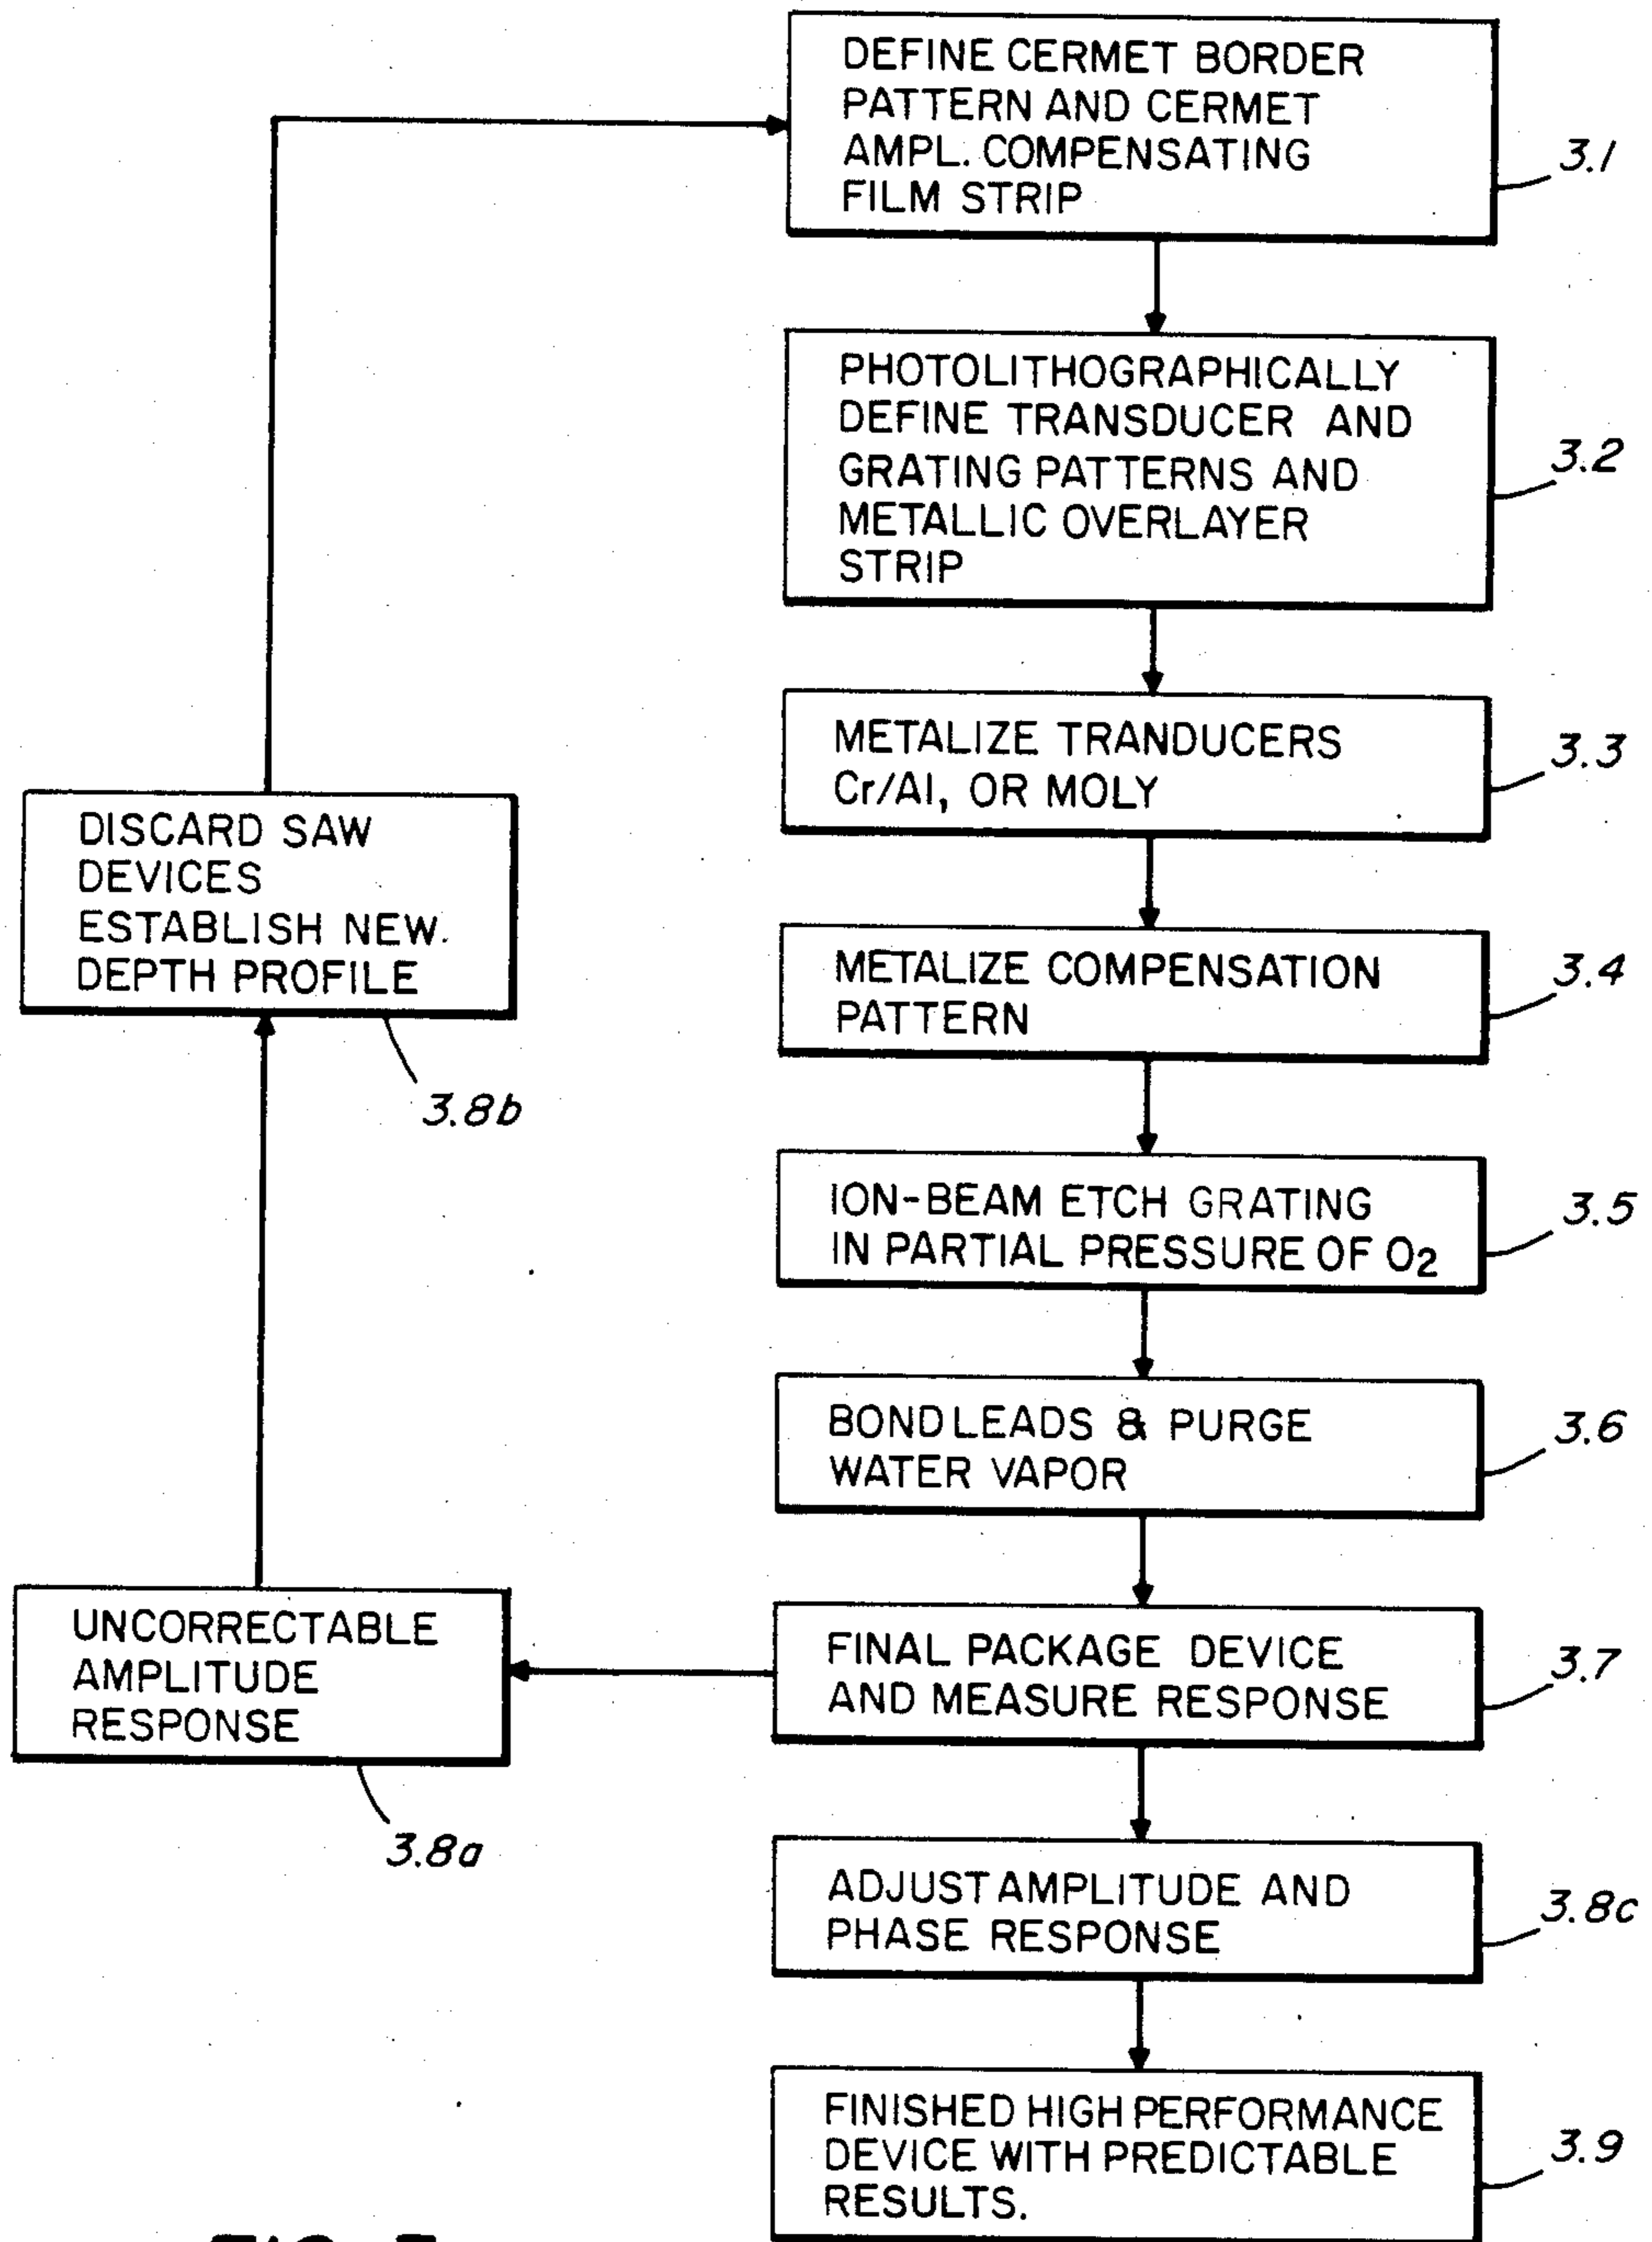 DEFINE CERMET BORDER
PATTERN AND CERMET
AMPL. COMPENSATING
FILM STRIP
3.1
PHOTOLITHOGRAPHICALLY
DEFINE TRANSDUCER AND
GRATING PATTERNS AND
METALLIC OVERLAYER
STRIP
3.2
METALIZE TRANDUCERS
Cr/Al, OR MOLY
3.3
METALIZE COMPENSATION
PATTERN
3.4
ION-BEAM ETCH GRATING
IN PARTIAL PRESSURE OF O2
3.5
BOND LEADS & PURGE
WATER VAPOR
3.6
FINAL PACKAGE DEVICE
AND MEASURE RESPONSE
3.7
UNCORRECTABLE
AMPLITUDE
RESPONSE
3.8a
DISCARD SAW
DEVICES
ESTABLISH NEW.
DEPTH PROFILE
3.8b
ADJUST AMPLITUDE AND
PHASE RESPONSE
3.8c
FINISHED HIGH PERFORMANCE
DEVICE WITH PREDICTABLE
RESULTS.
3.9